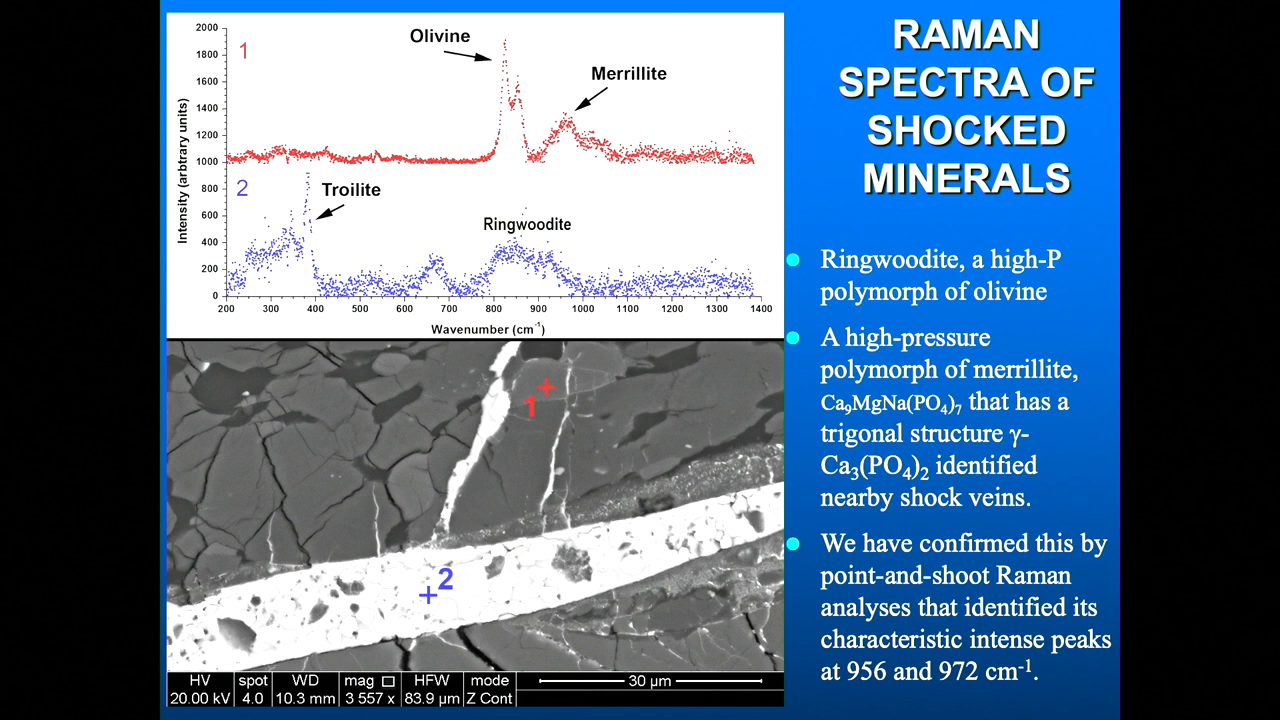 RAMAN
SPECTRA OF
SHOCKED
MINERALS
Ringwoodite, a high-P
polymorph of olivine
A high-pressure
polymorph of merrillite,
Ca₉MgNa(PO₄)₇ that has a
trigonal structure γ-
Ca₃(PO₄)₂ identified
nearby shock veins.
We have confirmed this by
point-and-shoot Raman
analyses that identified its
characteristic intense peaks
at 956 and 972 cm⁻¹.
Intensity (arbrtrary units)
2000
1800
1600
1400
1200
1000
800
600
400
200
0
1
Olivine
Merrillite
2
Troilite
Ringwoodite
200 300 400 500 600 700 800 900 1000 1100 1200 1300 1400
Wavenumber (cm⁻¹)
1
2
HV spot WD mag HFW mode
20.00 kV 4.0 10.3 mm 3 557 x 83.9 µm Z Cont
30 µm